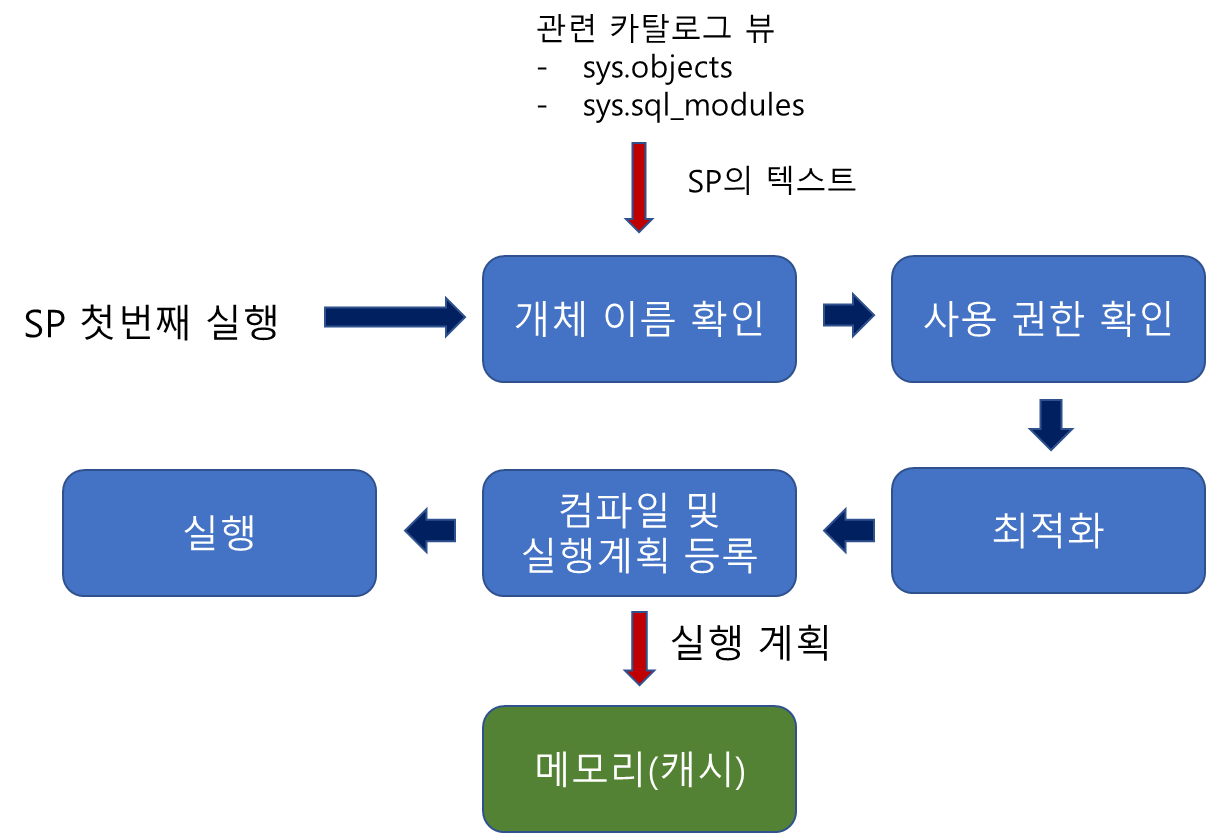 관련 카탈로그 뷰
- sys.objects
- sys.sql_modules
SP의 텍스트
SP 첫번째 실행
개체 이름 확인
사용 권한 확인
최적화
컴파일 및
실행계획 등록
실행
실행 계획
메모리(캐시)